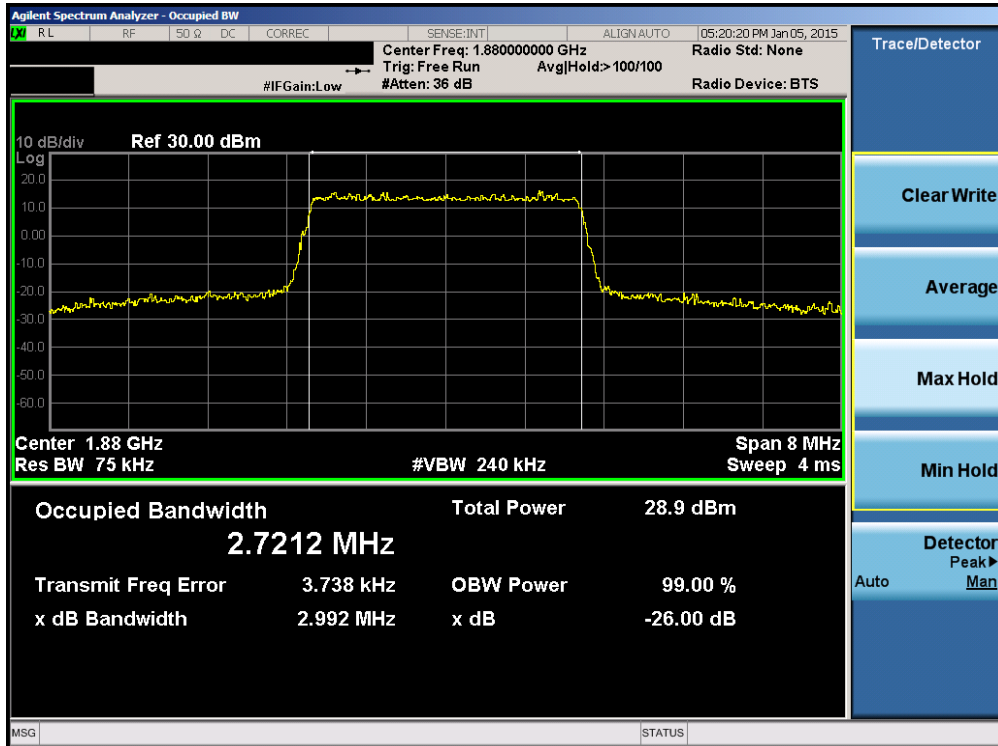 Agilent Spectrum Analyzer - Occupied BW
LXI RL RF 50 Ω DC CORREC SENSE:INT ALIGN AUTO 05:20:20 PM Jan 05, 2015
Center Freq: 1.880000000 GHz Radio Std: None
Trig: Free Run Avg|Hold:>100/100
#IFGain:Low #Atten: 36 dB Radio Device: BTS
10 dB/div Ref 30.00 dBm
Log
20.0
10.0
0.00
-10.0
-20.0
-30.0
-40.0
-50.0
-60.0
Center 1.88 GHz Span 8 MHz
Res BW 75 kHz #VBW 240 kHz Sweep 4 ms
Occupied Bandwidth Total Power 28.9 dBm
2.7212 MHz
Transmit Freq Error 3.738 kHz OBW Power 99.00 %
x dB Bandwidth 2.992 MHz x dB -26.00 dB
MSG STATUS
Trace/Detector
Clear Write
Average
Max Hold
Min Hold
Detector
Peak▶
Auto Man